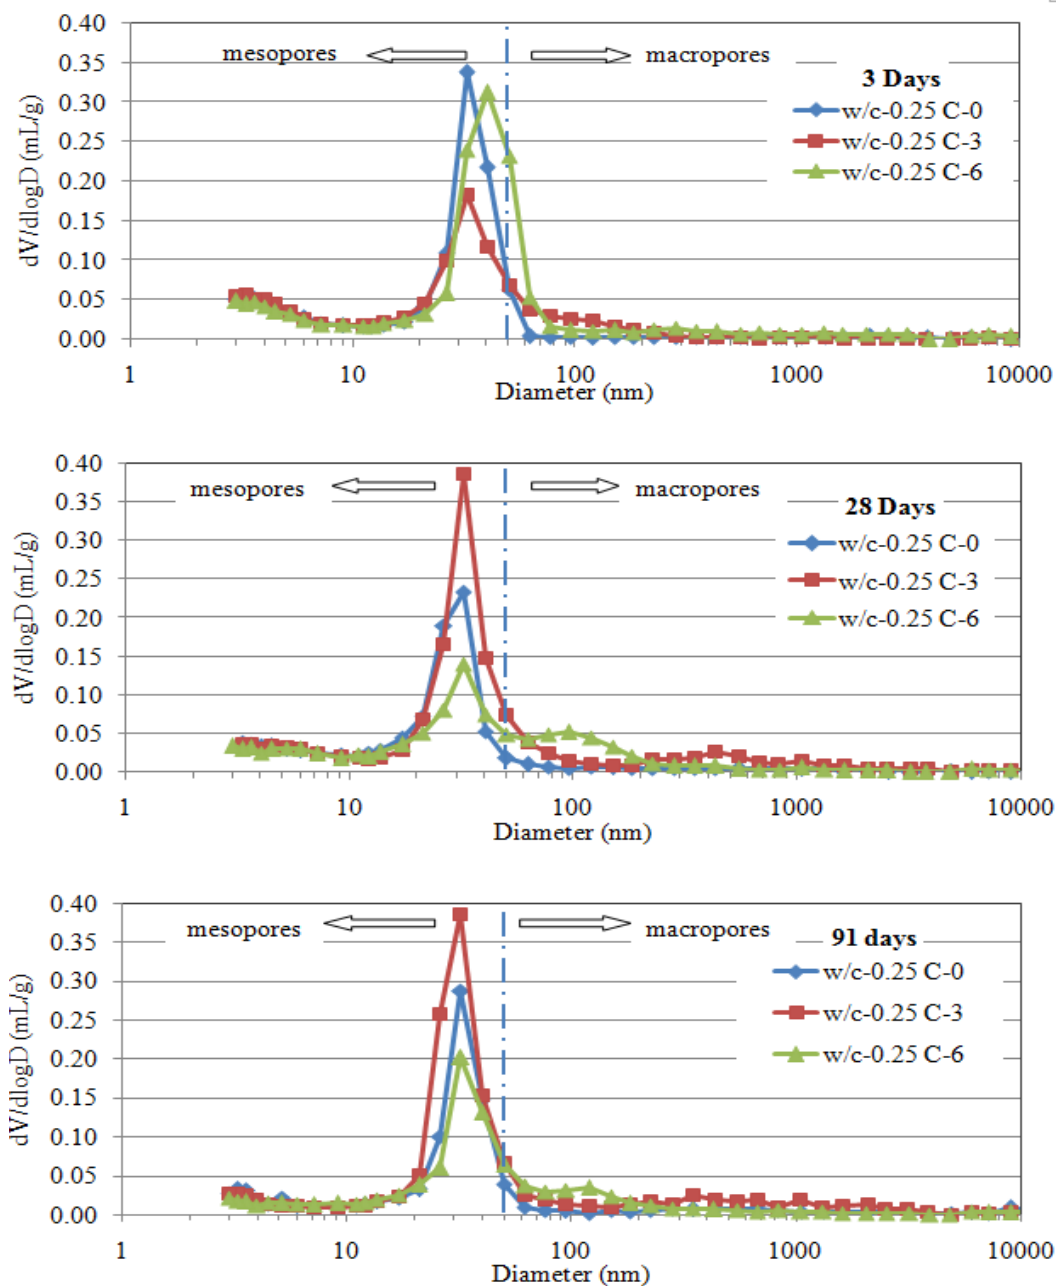 0.40
mesopores
macropores
0.35
3 Days
0.30
w/c-0.25 C-0
0.25
w/c-0.25 C-3
0.20
w/c-0.25 C-6
0.15
0.10
0.05
0.00
dV/dlogD (mL/g)
1 10 100 1000 10000
Diameter (nm)
0.40
mesopores
macropores
0.35
28 Days
0.30
w/c-0.25 C-0
0.25
w/c-0.25 C-3
0.20
w/c-0.25 C-6
0.15
0.10
0.05
0.00
dV/dlogD (mL/g)
1 10 100 1000 10000
Diameter (nm)
0.40
mesopores
macropores
0.35
91 days
0.30
w/c-0.25 C-0
0.25
w/c-0.25 C-3
0.20
w/c-0.25 C-6
0.15
0.10
0.05
0.00
dV/dlogD (mL/g)
1 10 100 1000 10000
Diameter (nm)